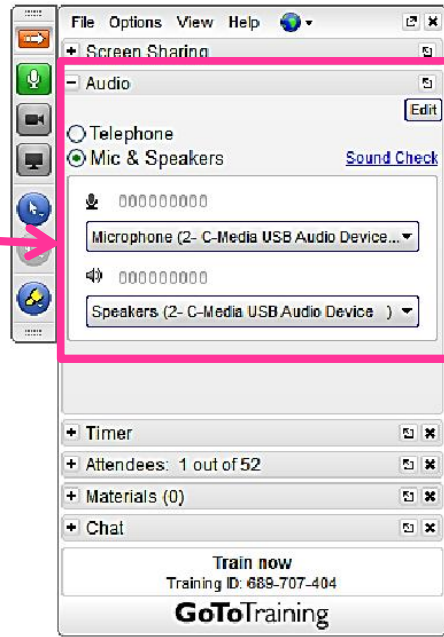 File Options View Help
+ Screen Sharing
− Audio
Edit
Telephone
Mic & Speakers Sound Check
000000000
Microphone (2- C-Media USB Audio Device...
000000000
Speakers (2- C-Media USB Audio Device )
+ Timer
+ Attendees: 1 out of 52
+ Materials (0)
+ Chat
Train now
Training ID: 689-707-404
GoToTraining